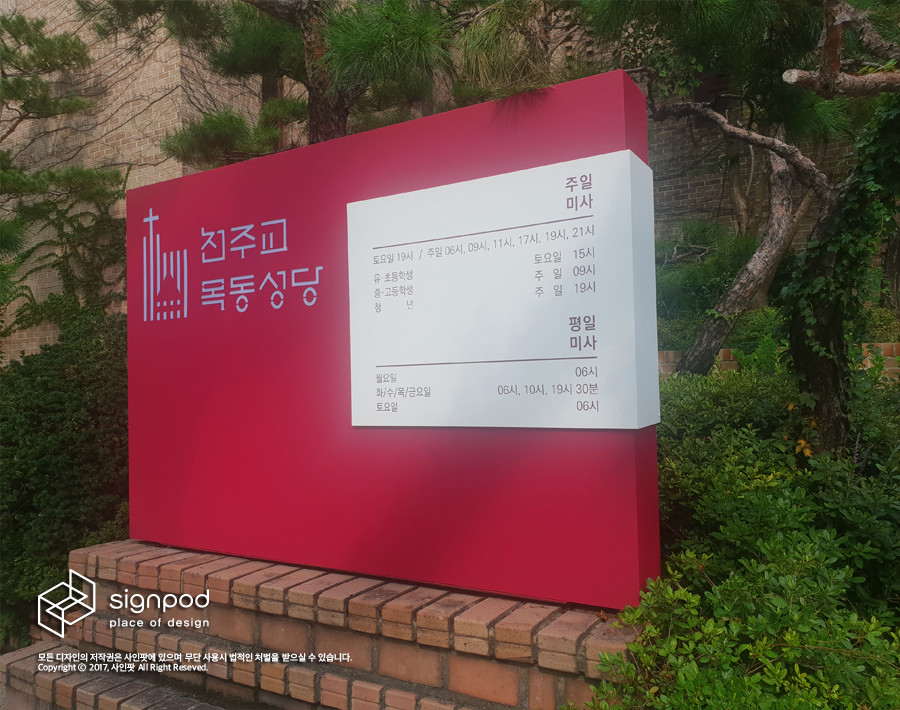 천주교
목동성당
주일
미사
토요일 19시 / 주일 06시, 09시, 11시, 17시, 19시, 21시
유·초등학생 토요일 15시
중·고등학생 주 일 09시
청 년 주 일 19시
평일
미사
월요일 06시
화/수/목/금요일 06시, 10시, 19시 30분
토요일 06시
signpod
place of design
모든 디자인의 저작권은 사인팟에 있으며 무단 사용시 법적인 처벌을 받으실 수 있습니다.
Copyright © 2017, 사인팟 All Right Reseved.